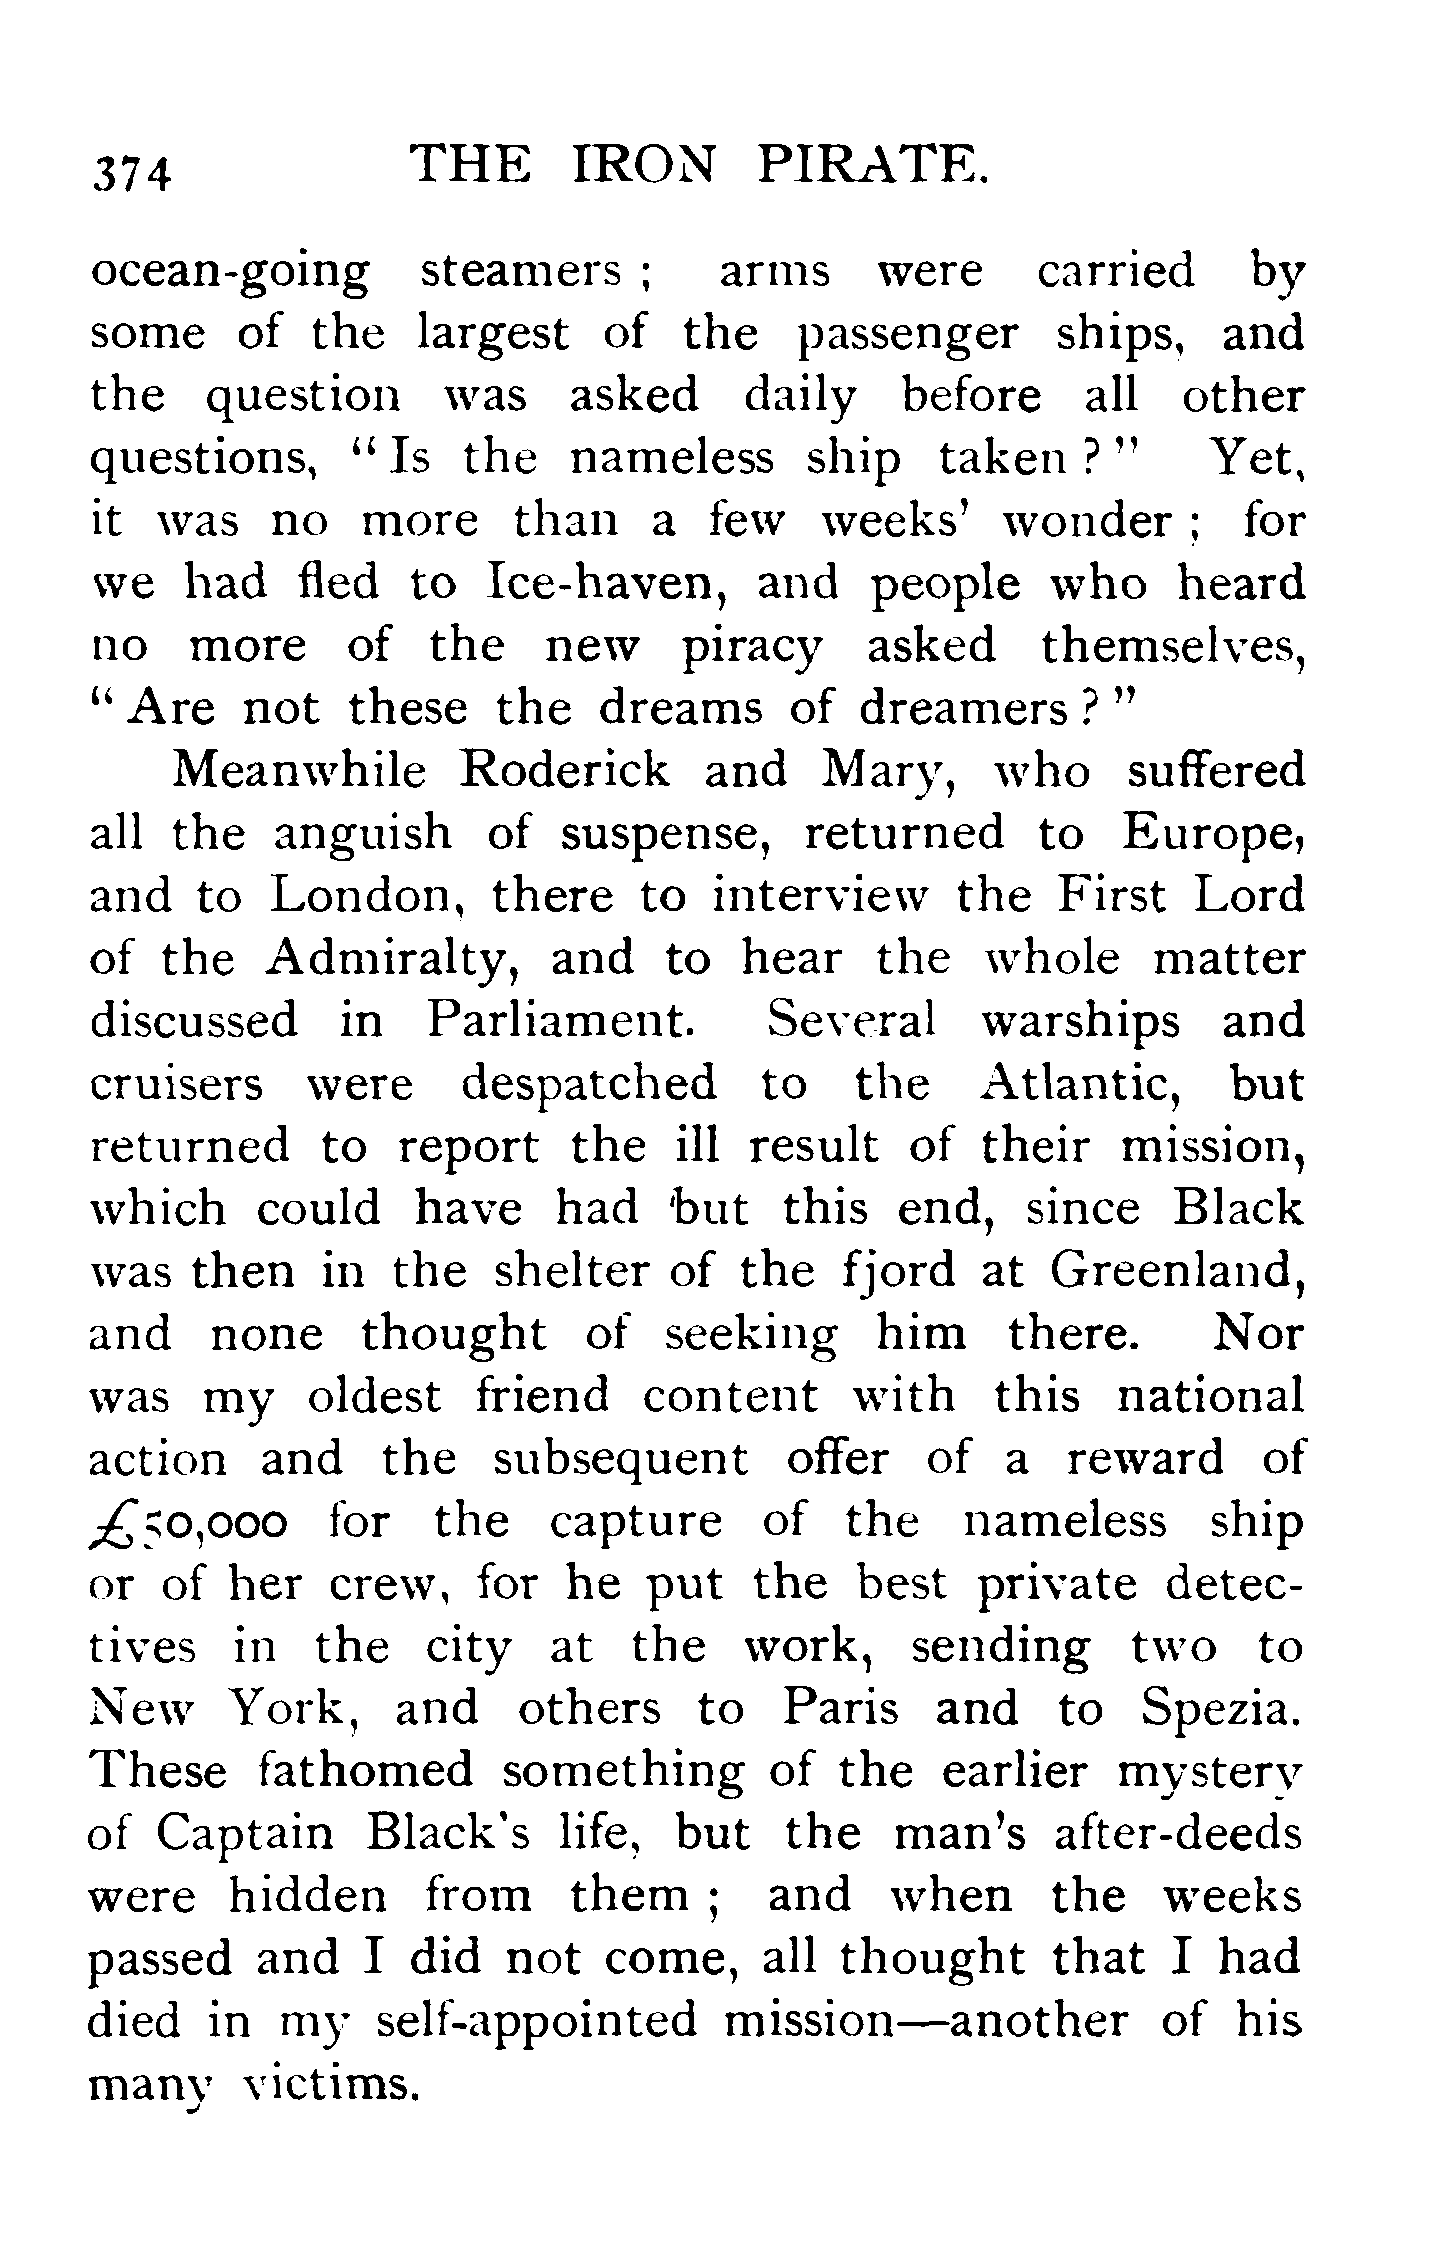 374 THE IRON PIRATE.
ocean-going steamers ; arms were carried by
some of the largest of the passenger ships, and
the question was asked daily before all other
questions, “ Is the nameless ship taken ? ” Yet,
it was no more than a few weeks’ wonder ; for
we had fled to Ice-haven, and people who heard
no more of the new piracy asked themselves,
“ Are not these the dreams of dreamers ? ”
Meanwhile Roderick and Mary, who suffered
all the anguish of suspense, returned to Europe,
and to London, there to interview the First Lord
of the Admiralty, and to hear the whole matter
discussed in Parliament. Several warships and
cruisers were despatched to the Atlantic, but
returned to report the ill result of their mission,
which could have had but this end, since Black
was then in the shelter of the fjord at Greenland,
and none thought of seeking him there. Nor
was my oldest friend content with this national
action and the subsequent offer of a reward of
£50,000 for the capture of the nameless ship
or of her crew, for he put the best private detec-
tives in the city at the work, sending two to
New York, and others to Paris and to Spezia.
These fathomed something of the earlier mystery
of Captain Black’s life, but the man’s after-deeds
were hidden from them ; and when the weeks
passed and I did not come, all thought that I had
died in my self-appointed mission—another of his
many victims.